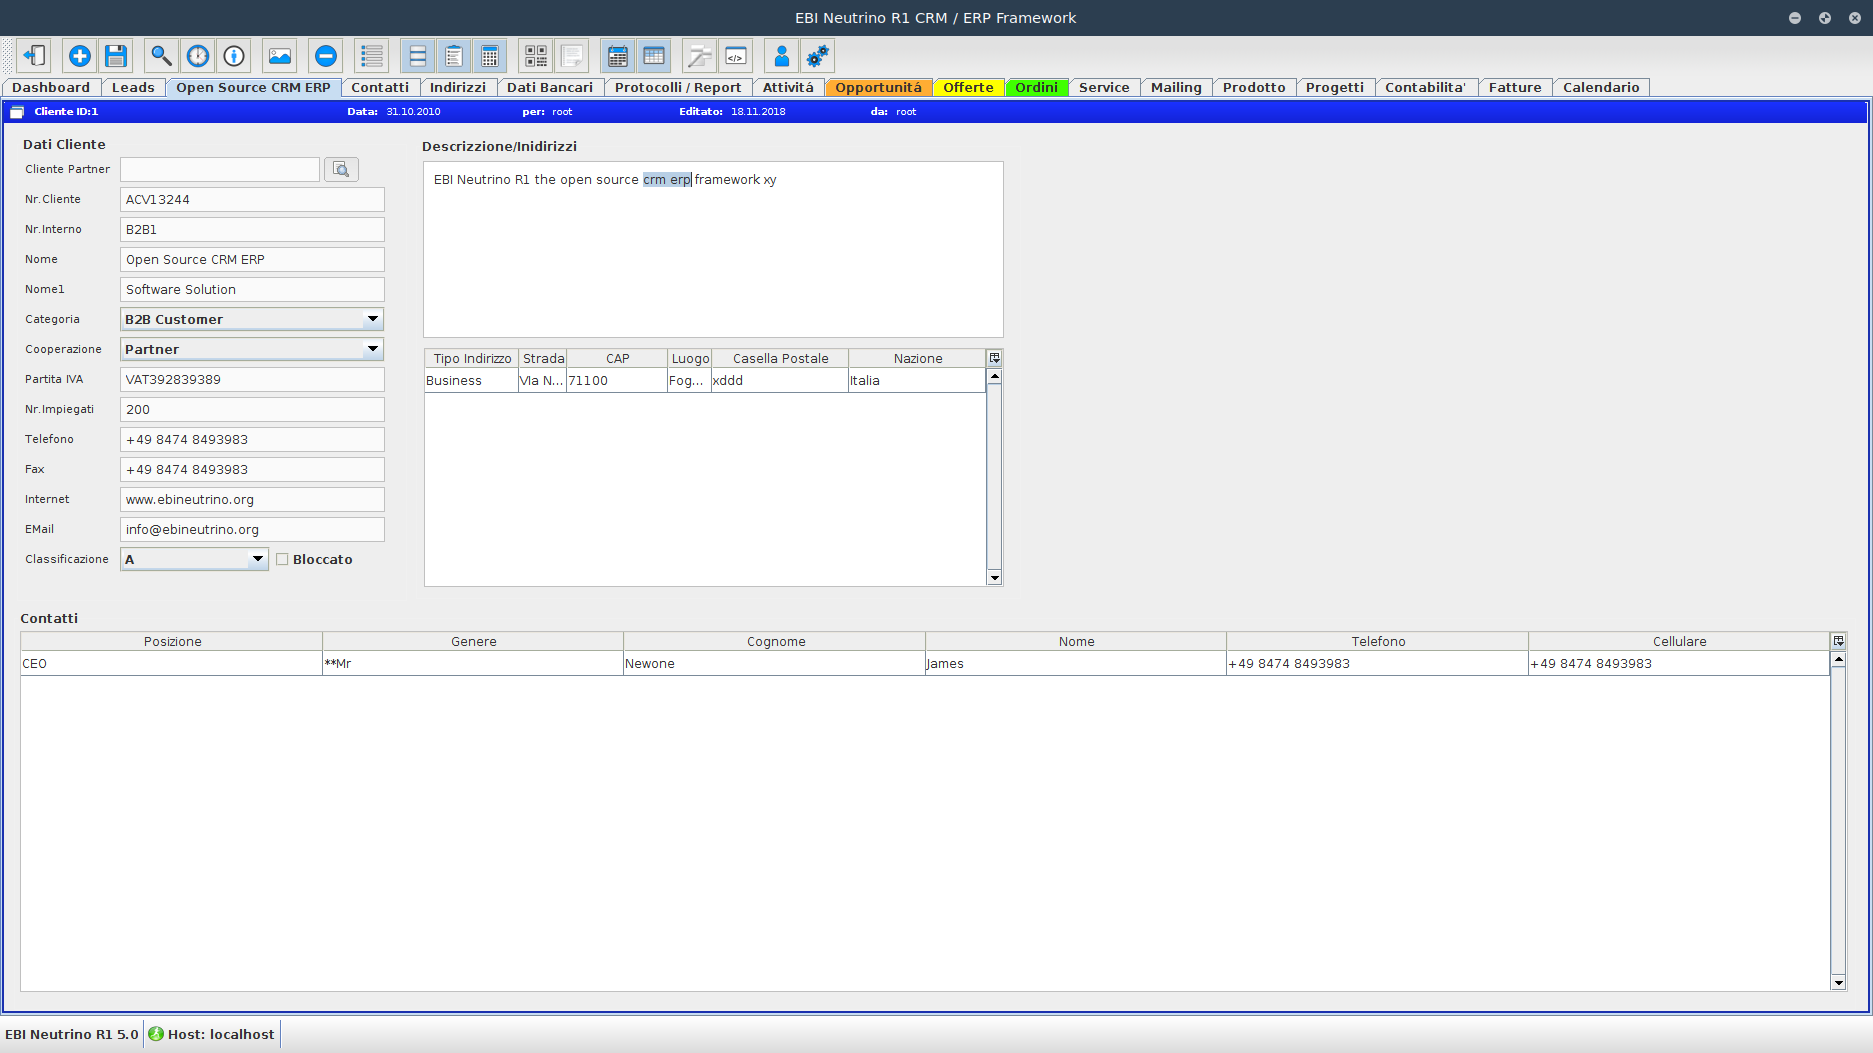 EBI Neutrino R1 CRM / ERP Framework
Dashboard Leads Open Source CRM ERP Contatti Indirizzi Dati Bancari Protocolli / Report Attivitá Opportunitá Offerte Ordini Service Mailing Prodotto Progetti Contabilita' Fatture Calendario
Cliente ID:1 Data: 31.10.2010 per: root Editato: 18.11.2018 da: root
Dati Cliente
Cliente Partner
Nr.Cliente ACV13244
Nr.Interno B2B1
Nome Open Source CRM ERP
Nome1 Software Solution
Categoria B2B Customer
Cooperazione Partner
Partita IVA VAT392839389
Nr.Impiegati 200
Telefono +49 8474 8493983
Fax +49 8474 8493983
Internet www.ebineutrino.org
EMail info@ebineutrino.org
Classificazione A Bloccato
Descrizzione/Inidirizzi
EBI Neutrino R1 the open source crm erp framework xy
Tipo Indirizzo Strada CAP Luogo Casella Postale Nazione
Business VIa N... 71100 Fog... xddd Italia
Contatti
Posizione Genere Cognome Nome Telefono Cellulare
CEO **Mr Newone James +49 8474 8493983 +49 8474 8493983
EBI Neutrino R1 5.0 Host: localhost